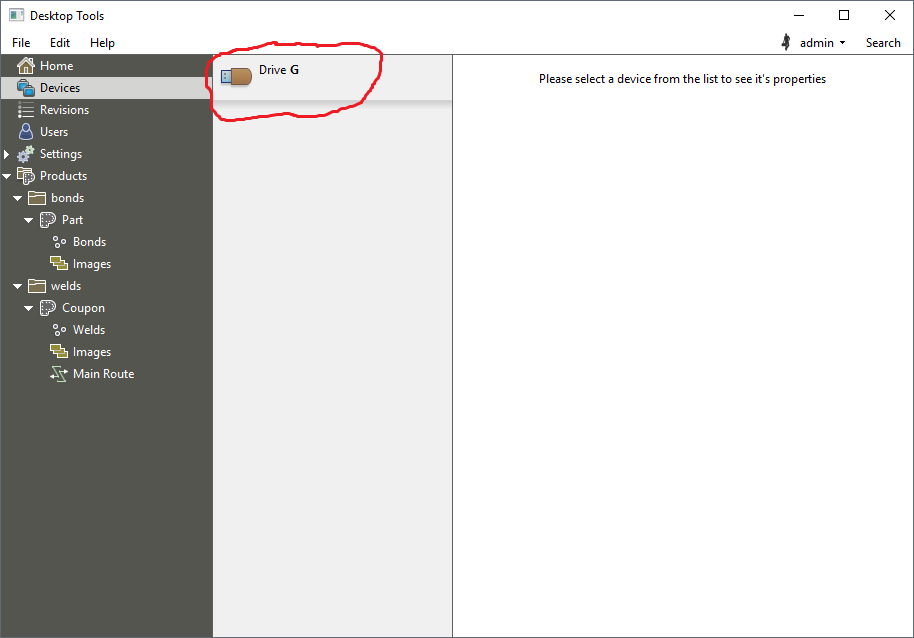 Desktop Tools
File Edit Help admin Search
Home
Devices
Revisions
Users
Settings
Products
bonds
Part
Bonds
Images
welds
Coupon
Welds
Images
Main Route
Drive G
Please select a device from the list to see it's properties